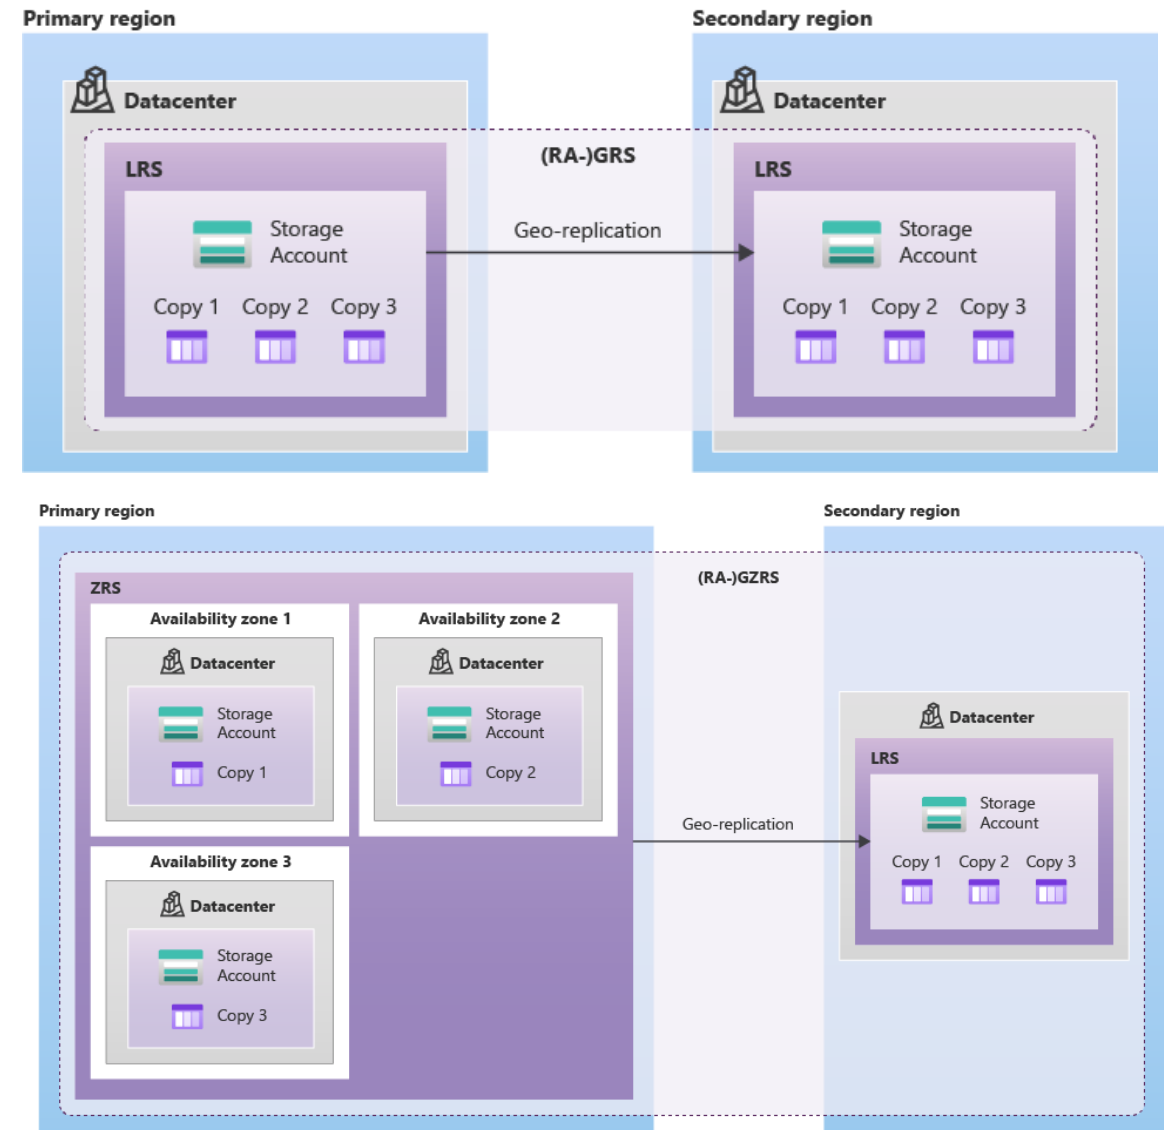 Primary region
Secondary region
Datacenter
Datacenter
(RA-)GRS
LRS
LRS
Storage
Account
Geo-replication
Storage
Account
Copy 1 Copy 2 Copy 3
Copy 1 Copy 2 Copy 3
Primary region
Secondary region
(RA-)GZRS
ZRS
Availability zone 1
Datacenter
Storage
Account
Copy 1
Availability zone 2
Datacenter
Storage
Account
Copy 2
Availability zone 3
Datacenter
Storage
Account
Copy 3
Geo-replication
Datacenter
LRS
Storage
Account
Copy 1 Copy 2 Copy 3